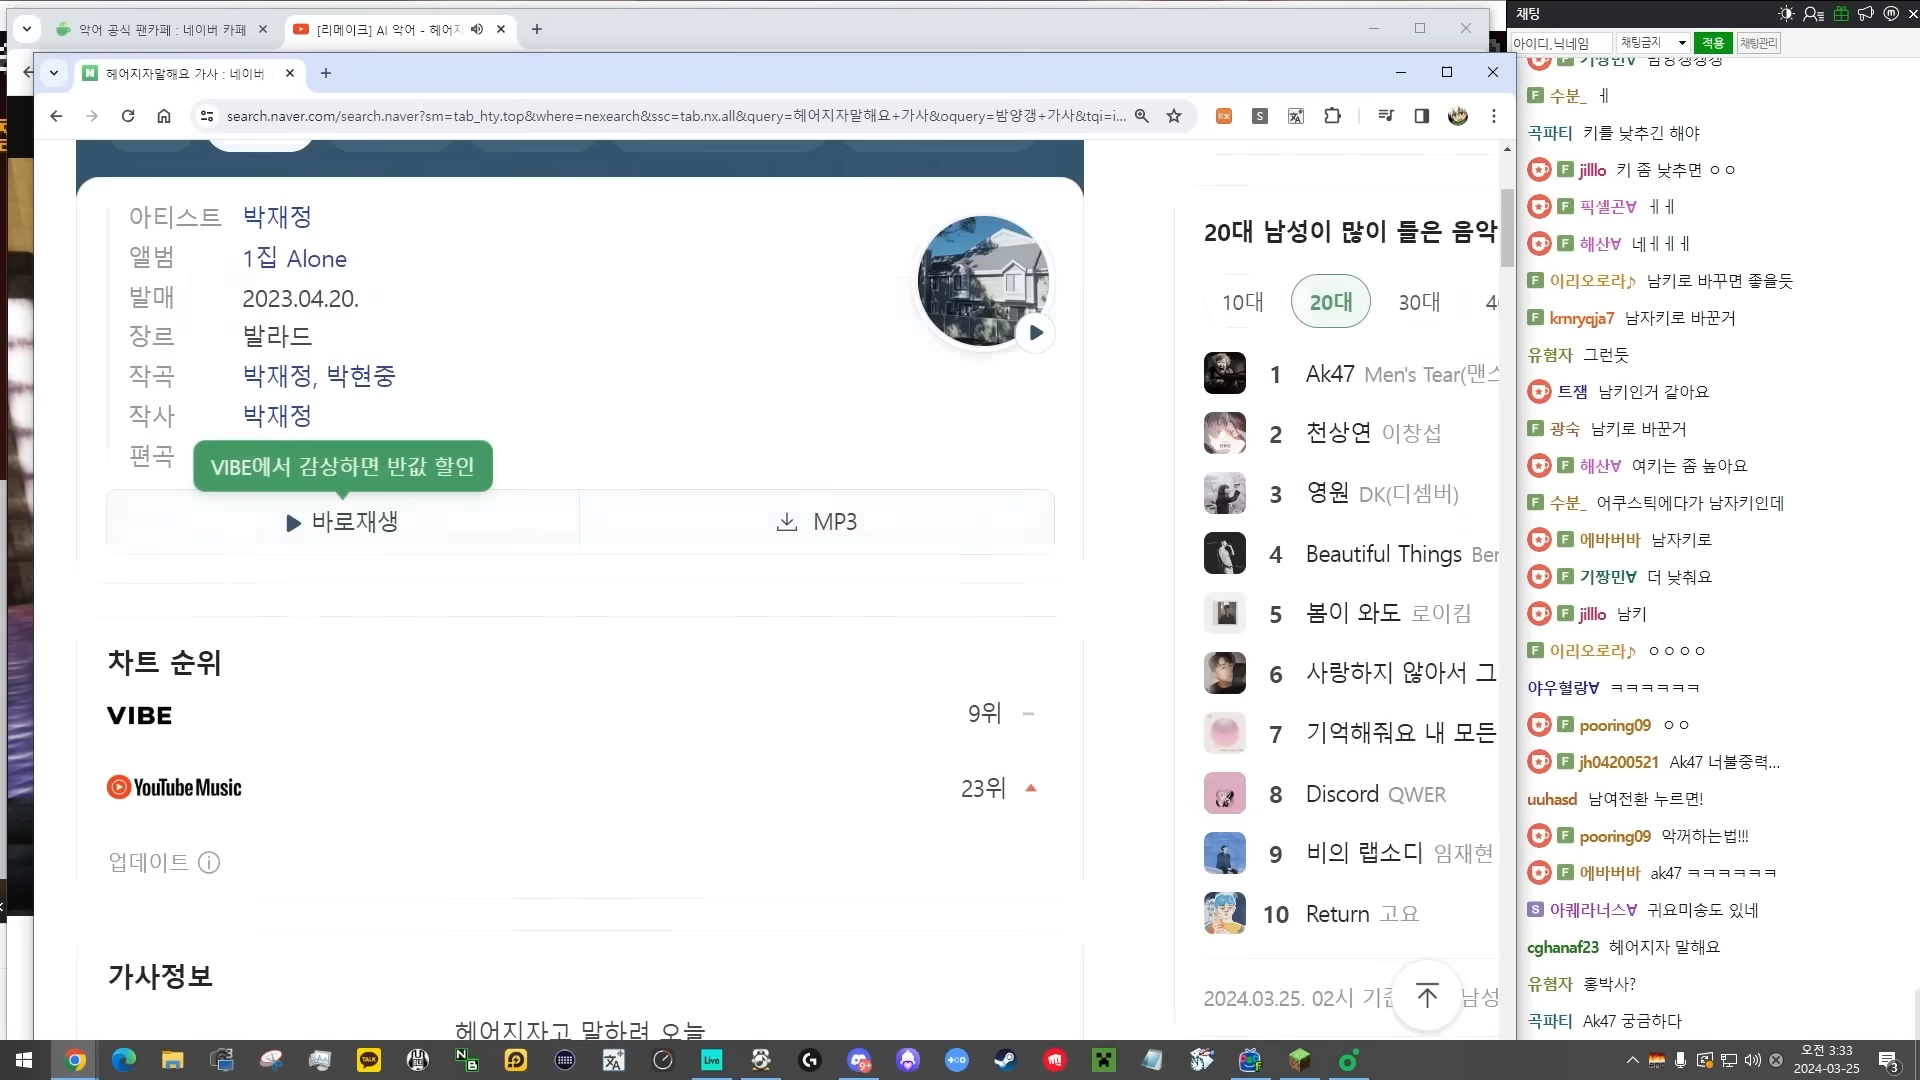 악어 공식 팬카페 : 네이버 카페
[리메이크] AI 악어 - 헤어지
헤어지자말해요 가사 : 네이버
search.naver.com/search.naver?sm=tab_hty.top&where=nexearch&ssc=tab.nx.all&query=헤어지자말해요+가사&oquery=밤양갱+가사&tqi=i...
아티스트 박재정
앨범 1집 Alone
발매 2023.04.20.
장르 발라드
작곡 박재정, 박현중
작사 박재정
편곡
VIBE에서 감상하면 반값 할인
바로재생
MP3
차트 순위
VIBE 9위
YouTube Music 23위
업데이트
가사정보
헤어지자고 말하려 오늘
20대 남성이 많이 들은 음악
10대 20대 30대
1 Ak47 Men's Tear(맨스
2 천상연 이창섭
3 영원 DK(디셈버)
4 Beautiful Things Ber
5 봄이 와도 로이킴
6 사랑하지 않아서 그
7 기억해줘요 내 모든
8 Discord QWER
9 비의 랩소디 임재현
10 Return 고요
2024.03.25. 02시 기준 남성
채팅
아이디,닉네임 채팅금지 적용 채팅관리
수분_ ㅔ
곡파티 키를 낮추긴 해야
jilllo 키 좀 낮추면 ㅇㅇ
픽셀곤∀ ㅔㅔ
해산∀ 네ㅔㅔㅔ
이리오로라♪ 남키로 바꾸면 좋을듯
krnryqja7 남자키로 바꾼거
유혐자 그런듯
트잼 남키인거 같아요
광숙 남키로 바꾼거
해산∀ 여키는 좀 높아요
수분_ 어쿠스틱에다가 남자키인데
에바버바 남자키로
기짱민∀ 더 낮춰요
jilllo 남키
이리오로라♪ ㅇㅇㅇㅇ
야우혈랑∀ ㅋㅋㅋㅋㅋㅋ
pooring09 ㅇㅇ
jh04200521 Ak47 너불중력...
uuhasd 남여전환 누르면!
pooring09 악꺼하는법!!!
에바버바 ak47 ㅋㅋㅋㅋㅋㅋ
아퀘라너스∀ 귀요미송도 있네
cghanaf23 헤어지자 말해요
유혐자 홍박사?
곡파티 Ak47 궁금하다
TALK
Live
9+
오전 3:33
2024-03-25
3